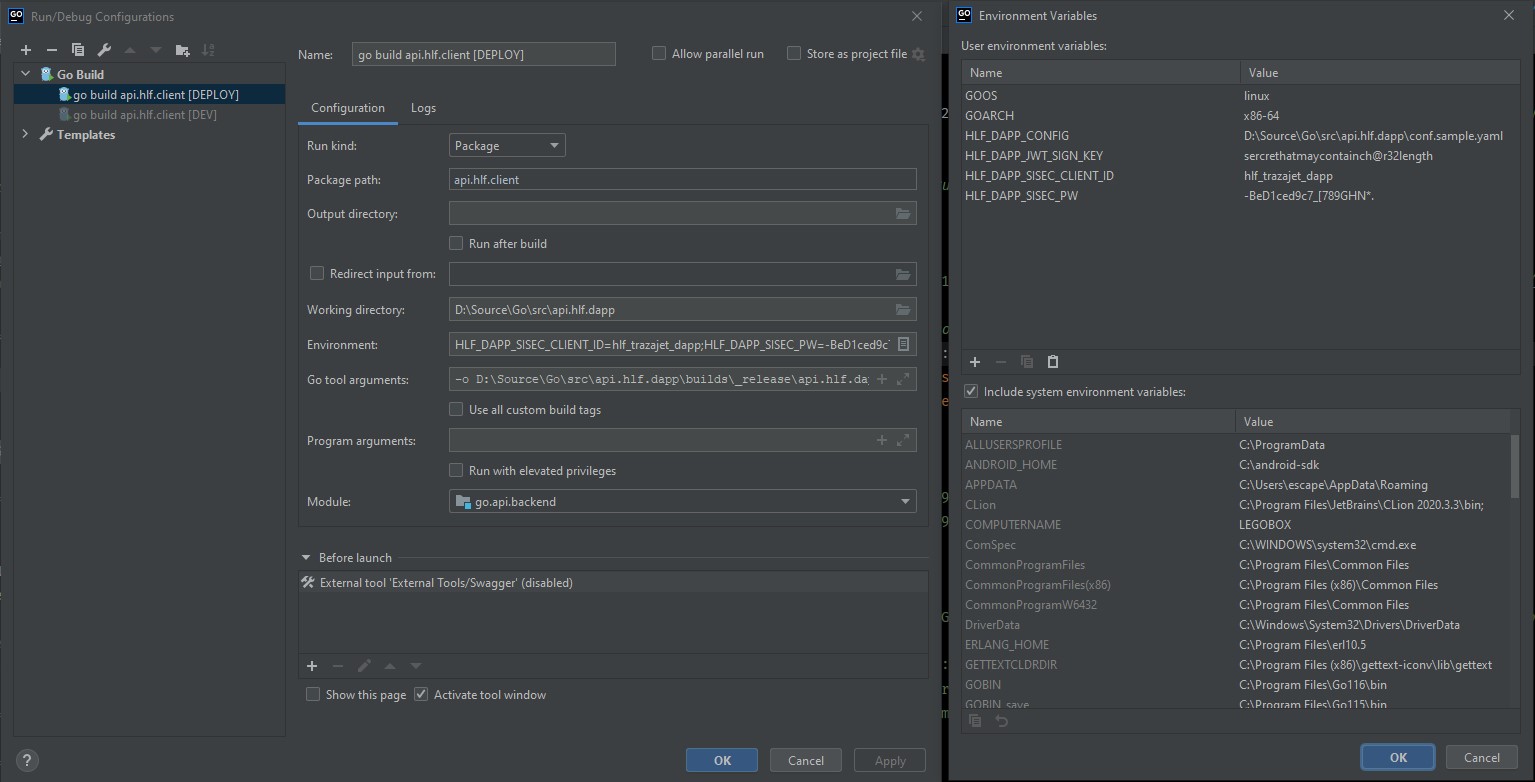 GO Run/Debug Configurations
Name: go build api.hlf.client [DEPLOY] Allow parallel run Store as project file
Go Build
go build api.hlf.client [DEPLOY]
go build api.hlf.client [DEV]
Templates
Configuration Logs
Run kind: Package
Package path: api.hlf.client
Output directory:
Run after build
Redirect input from:
Working directory: D:\Source\Go\src\api.hlf.dapp
Environment: HLF_DAPP_SISEC_CLIENT_ID=hlf_trazajet_dapp;HLF_DAPP_SISEC_PW=-BeD1ced9c7
Go tool arguments: -o D:\Source\Go\src\api.hlf.dapp\builds\_release\api.hlf.da
Use all custom build tags
Program arguments:
Run with elevated privileges
Module: go.api.backend
Before launch
External tool 'External Tools/Swagger' (disabled)
Show this page Activate tool window
? OK Cancel Apply
GO Environment Variables
User environment variables:
Name Value
GOOS linux
GOARCH x86-64
HLF_DAPP_CONFIG D:\Source\Go\src\api.hlf.dapp\conf.sample.yaml
HLF_DAPP_JWT_SIGN_KEY sercrethatmaycontainch@r32length
HLF_DAPP_SISEC_CLIENT_ID hlf_trazajet_dapp
HLF_DAPP_SISEC_PW -BeD1ced9c7_[789GHN*.
Include system environment variables:
Name Value
ALLUSERSPROFILE C:\ProgramData
ANDROID_HOME C:\android-sdk
APPDATA C:\Users\escape\AppData\Roaming
CLion C:\Program Files\JetBrains\CLion 2020.3.3\bin;
COMPUTERNAME LEGOBOX
ComSpec C:\WINDOWS\system32\cmd.exe
CommonProgramFiles C:\Program Files\Common Files
CommonProgramFiles(x86) C:\Program Files (x86)\Common Files
CommonProgramW6432 C:\Program Files\Common Files
DriverData C:\Windows\System32\Drivers\DriverData
ERLANG_HOME C:\Program Files\erl10.5
GETTEXTCLDRDIR C:\Program Files (x86)\gettext-iconv\lib\gettext
GOBIN C:\Program Files\Go116\bin
GOBIN_save C:\Program Files\Go115\bin
OK Cancel